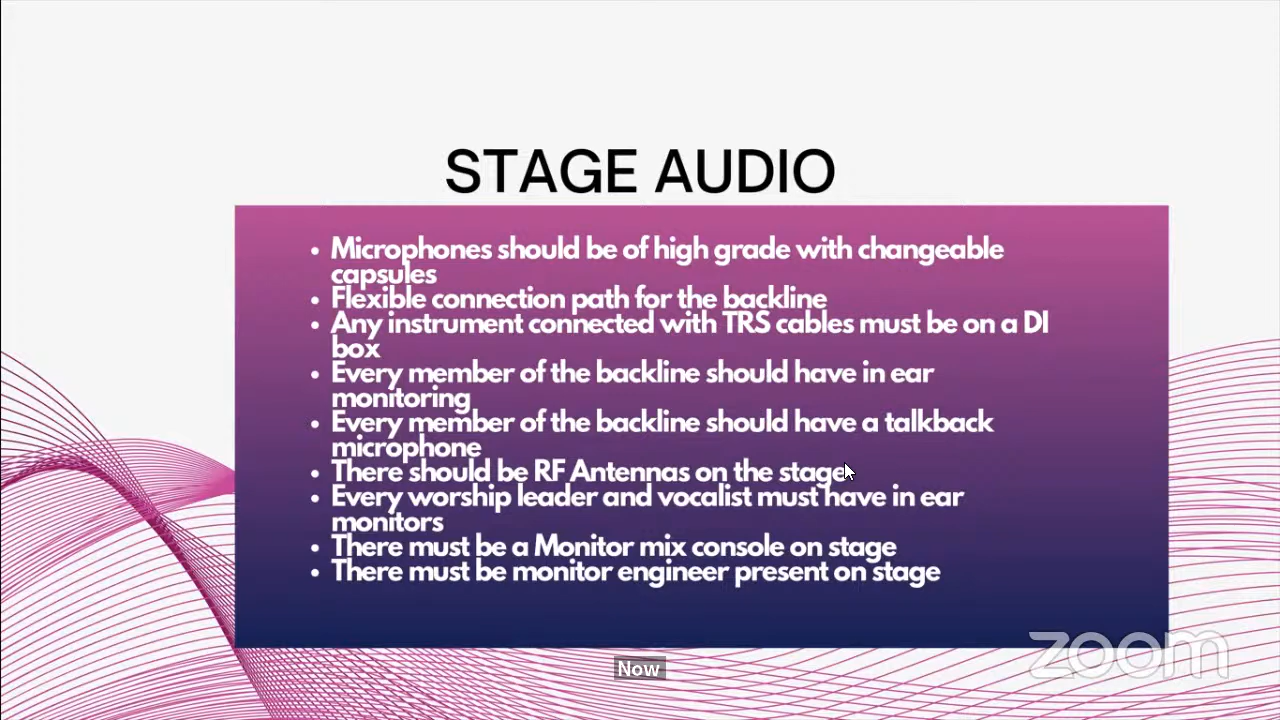 STAGE AUDIO
• Microphones should be of high grade with changeable
capsules
• Flexible connection path for the backline
• Any instrument connected with TRS cables must be on a DI
box
• Every member of the backline should have in ear
monitoring
• Every member of the backline should have a talkback
microphone
• There should be RF Antennas on the stage
• Every worship leader and vocalist must have in ear
monitors
• There must be a Monitor mix console on stage
• There must be monitor engineer present on stage
zoom
Now